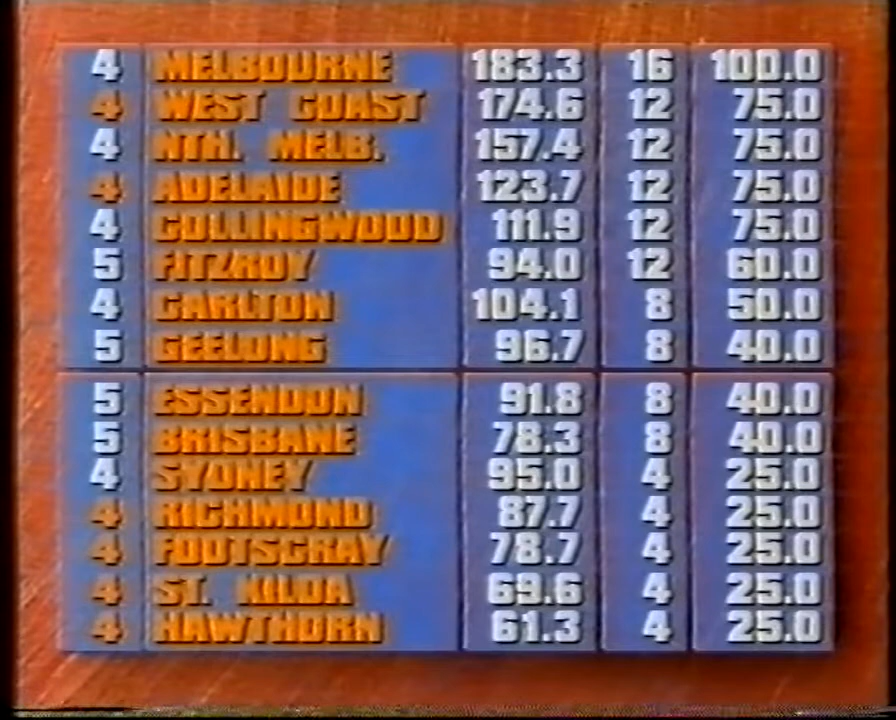 4 MELBOURNE 183.3 16 100.0
4 WEST COAST 174.6 12 75.0
4 NTH. MELB. 157.4 12 75.0
4 ADELAIDE 123.7 12 75.0
4 COLLINGWOOD 111.9 12 75.0
5 FITZROY 94.0 12 60.0
4 CARLTON 104.1 8 50.0
5 GEELONG 96.7 8 40.0
5 ESSENDON 91.8 8 40.0
5 BRISBANE 78.3 8 40.0
4 SYDNEY 95.0 4 25.0
4 RICHMOND 87.7 4 25.0
4 FOOTSCRAY 78.7 4 25.0
4 ST. KILDA 69.6 4 25.0
4 HAWTHORN 61.3 4 25.0